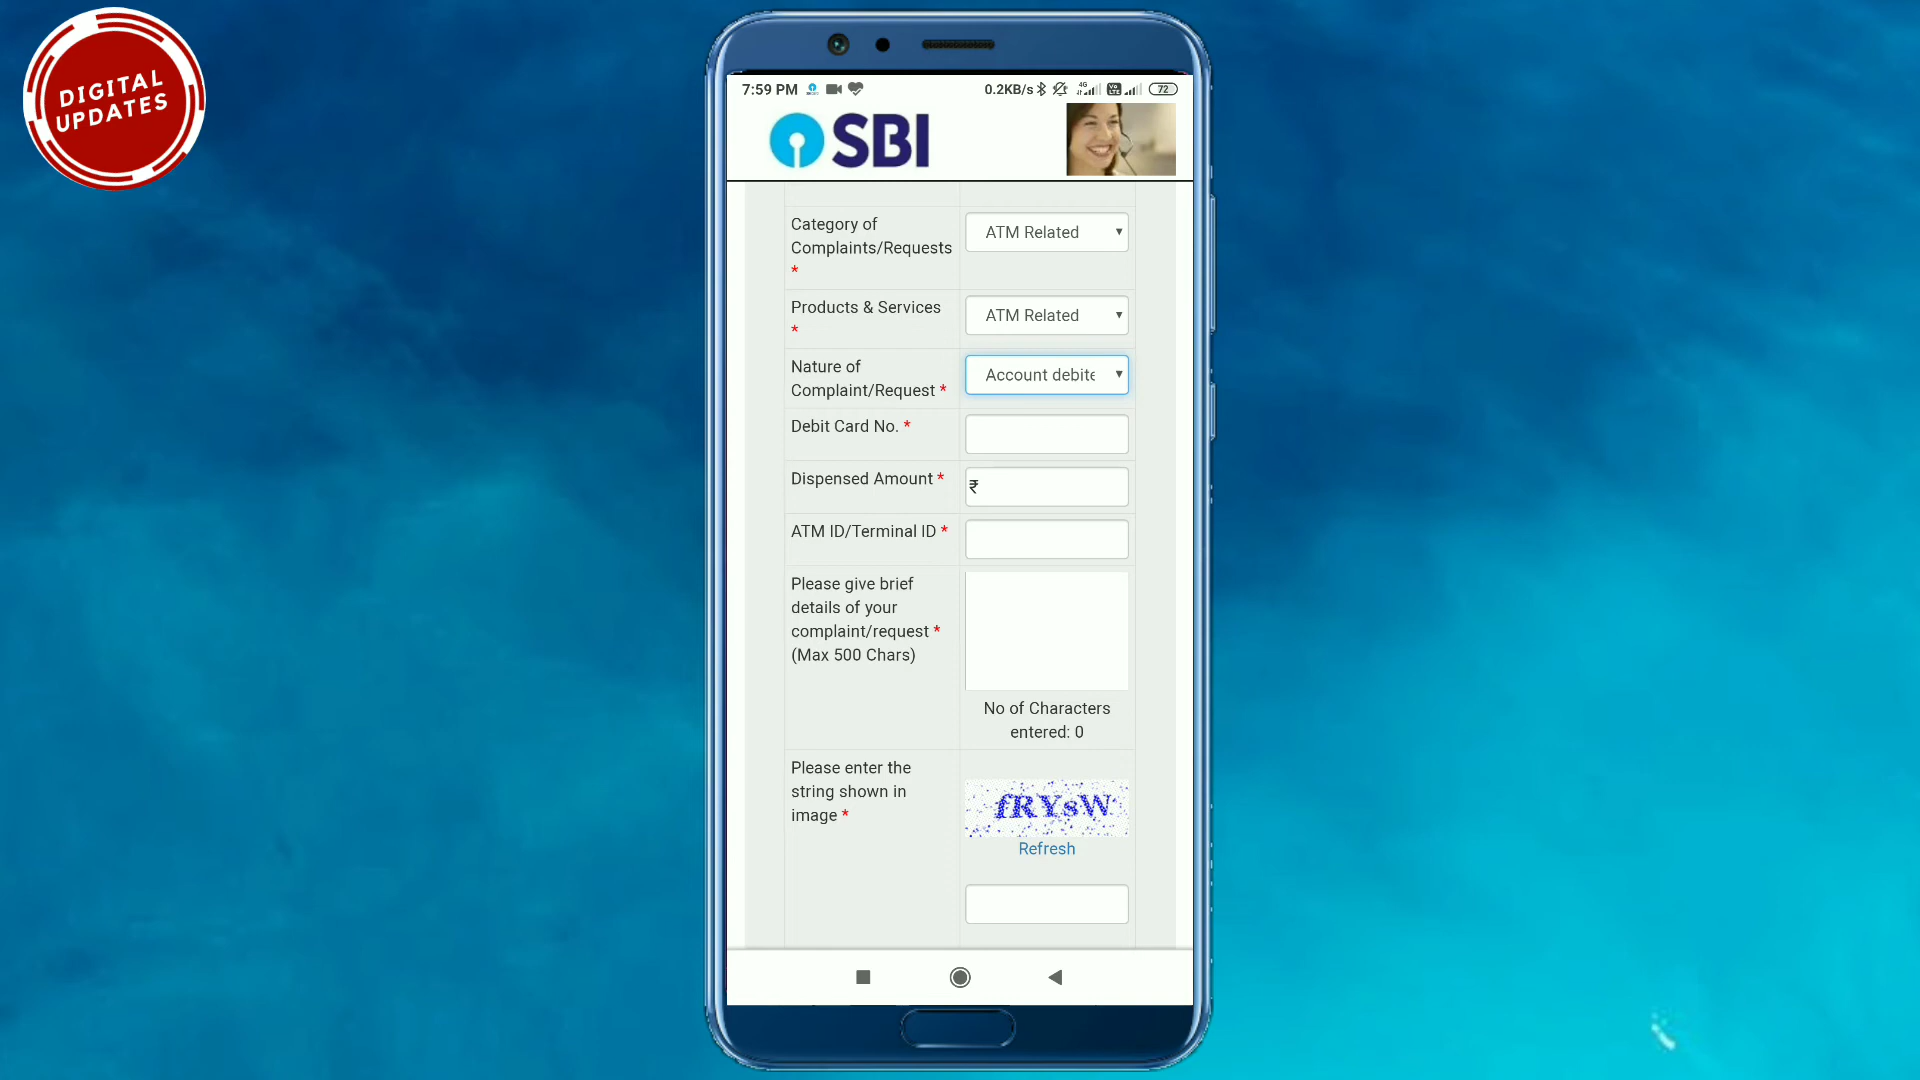 DIGITAL
UPDATES
7:59 PM
0.2KB/s
4G
Vo
LTE
72
SBI
Category of
Complaints/Requests
*
ATM Related
Products & Services
*
ATM Related
Nature of
Complaint/Request *
Account debite
Debit Card No. *
Dispensed Amount *
₹
ATM ID/Terminal ID *
Please give brief
details of your
complaint/request *
(Max 500 Chars)
No of Characters
entered: 0
Please enter the
string shown in
image *
fRYsW
Refresh